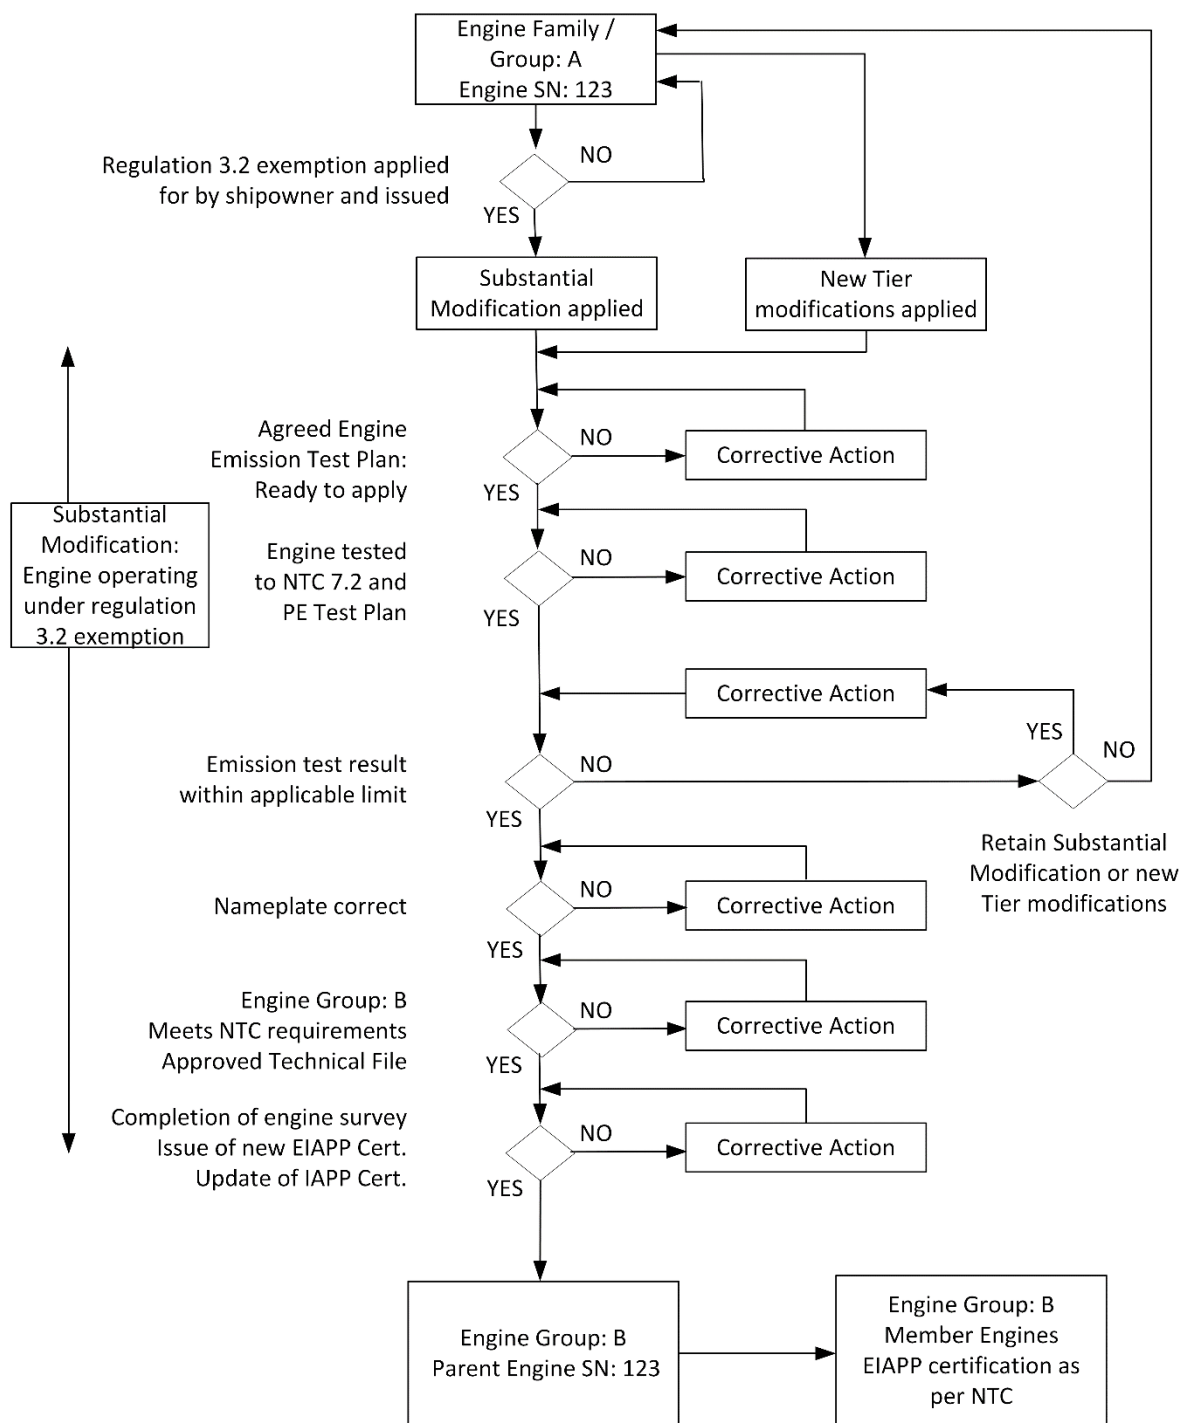 Engine Family /
Group: A
Engine SN: 123
Regulation 3.2 exemption applied
for by shipowner and issued
NO
YES
Substantial
Modification applied
New Tier
modifications applied
Agreed Engine
Emission Test Plan:
Ready to apply
NO
YES
Corrective Action
Substantial
Modification:
Engine operating
under regulation
3.2 exemption
Engine tested
to NTC 7.2 and
PE Test Plan
NO
YES
Corrective Action
Corrective Action
YES
NO
Emission test result
within applicable limit
NO
YES
Retain Substantial
Modification or new
Tier modifications
Nameplate correct
NO
YES
Corrective Action
Engine Group: B
Meets NTC requirements
Approved Technical File
NO
YES
Corrective Action
Completion of engine survey
Issue of new EIAPP Cert.
Update of IAPP Cert.
NO
YES
Corrective Action
Engine Group: B
Parent Engine SN: 123
Engine Group: B
Member Engines
EIAPP certification as
per NTC